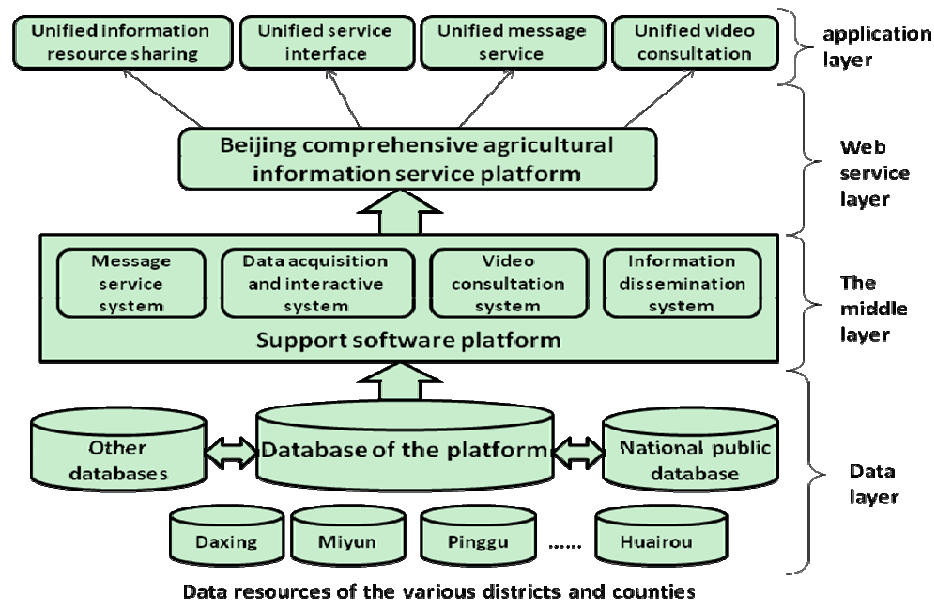 Unified information
resource sharing
Unified service
interface
Unified message
service
Unified video
consultation
application
layer
Beijing comprehensive agricultural
information service platform
Web
service
layer
Message
service
system
Data acquisition
and interactive
system
Video
consultation
system
Information
dissemination
system
Support software platform
The
middle
layer
Other
databases
Database of the platform
National public
database
Data
layer
Daxing
Miyun
Pinggu
......
Huairou
Data resources of the various districts and counties